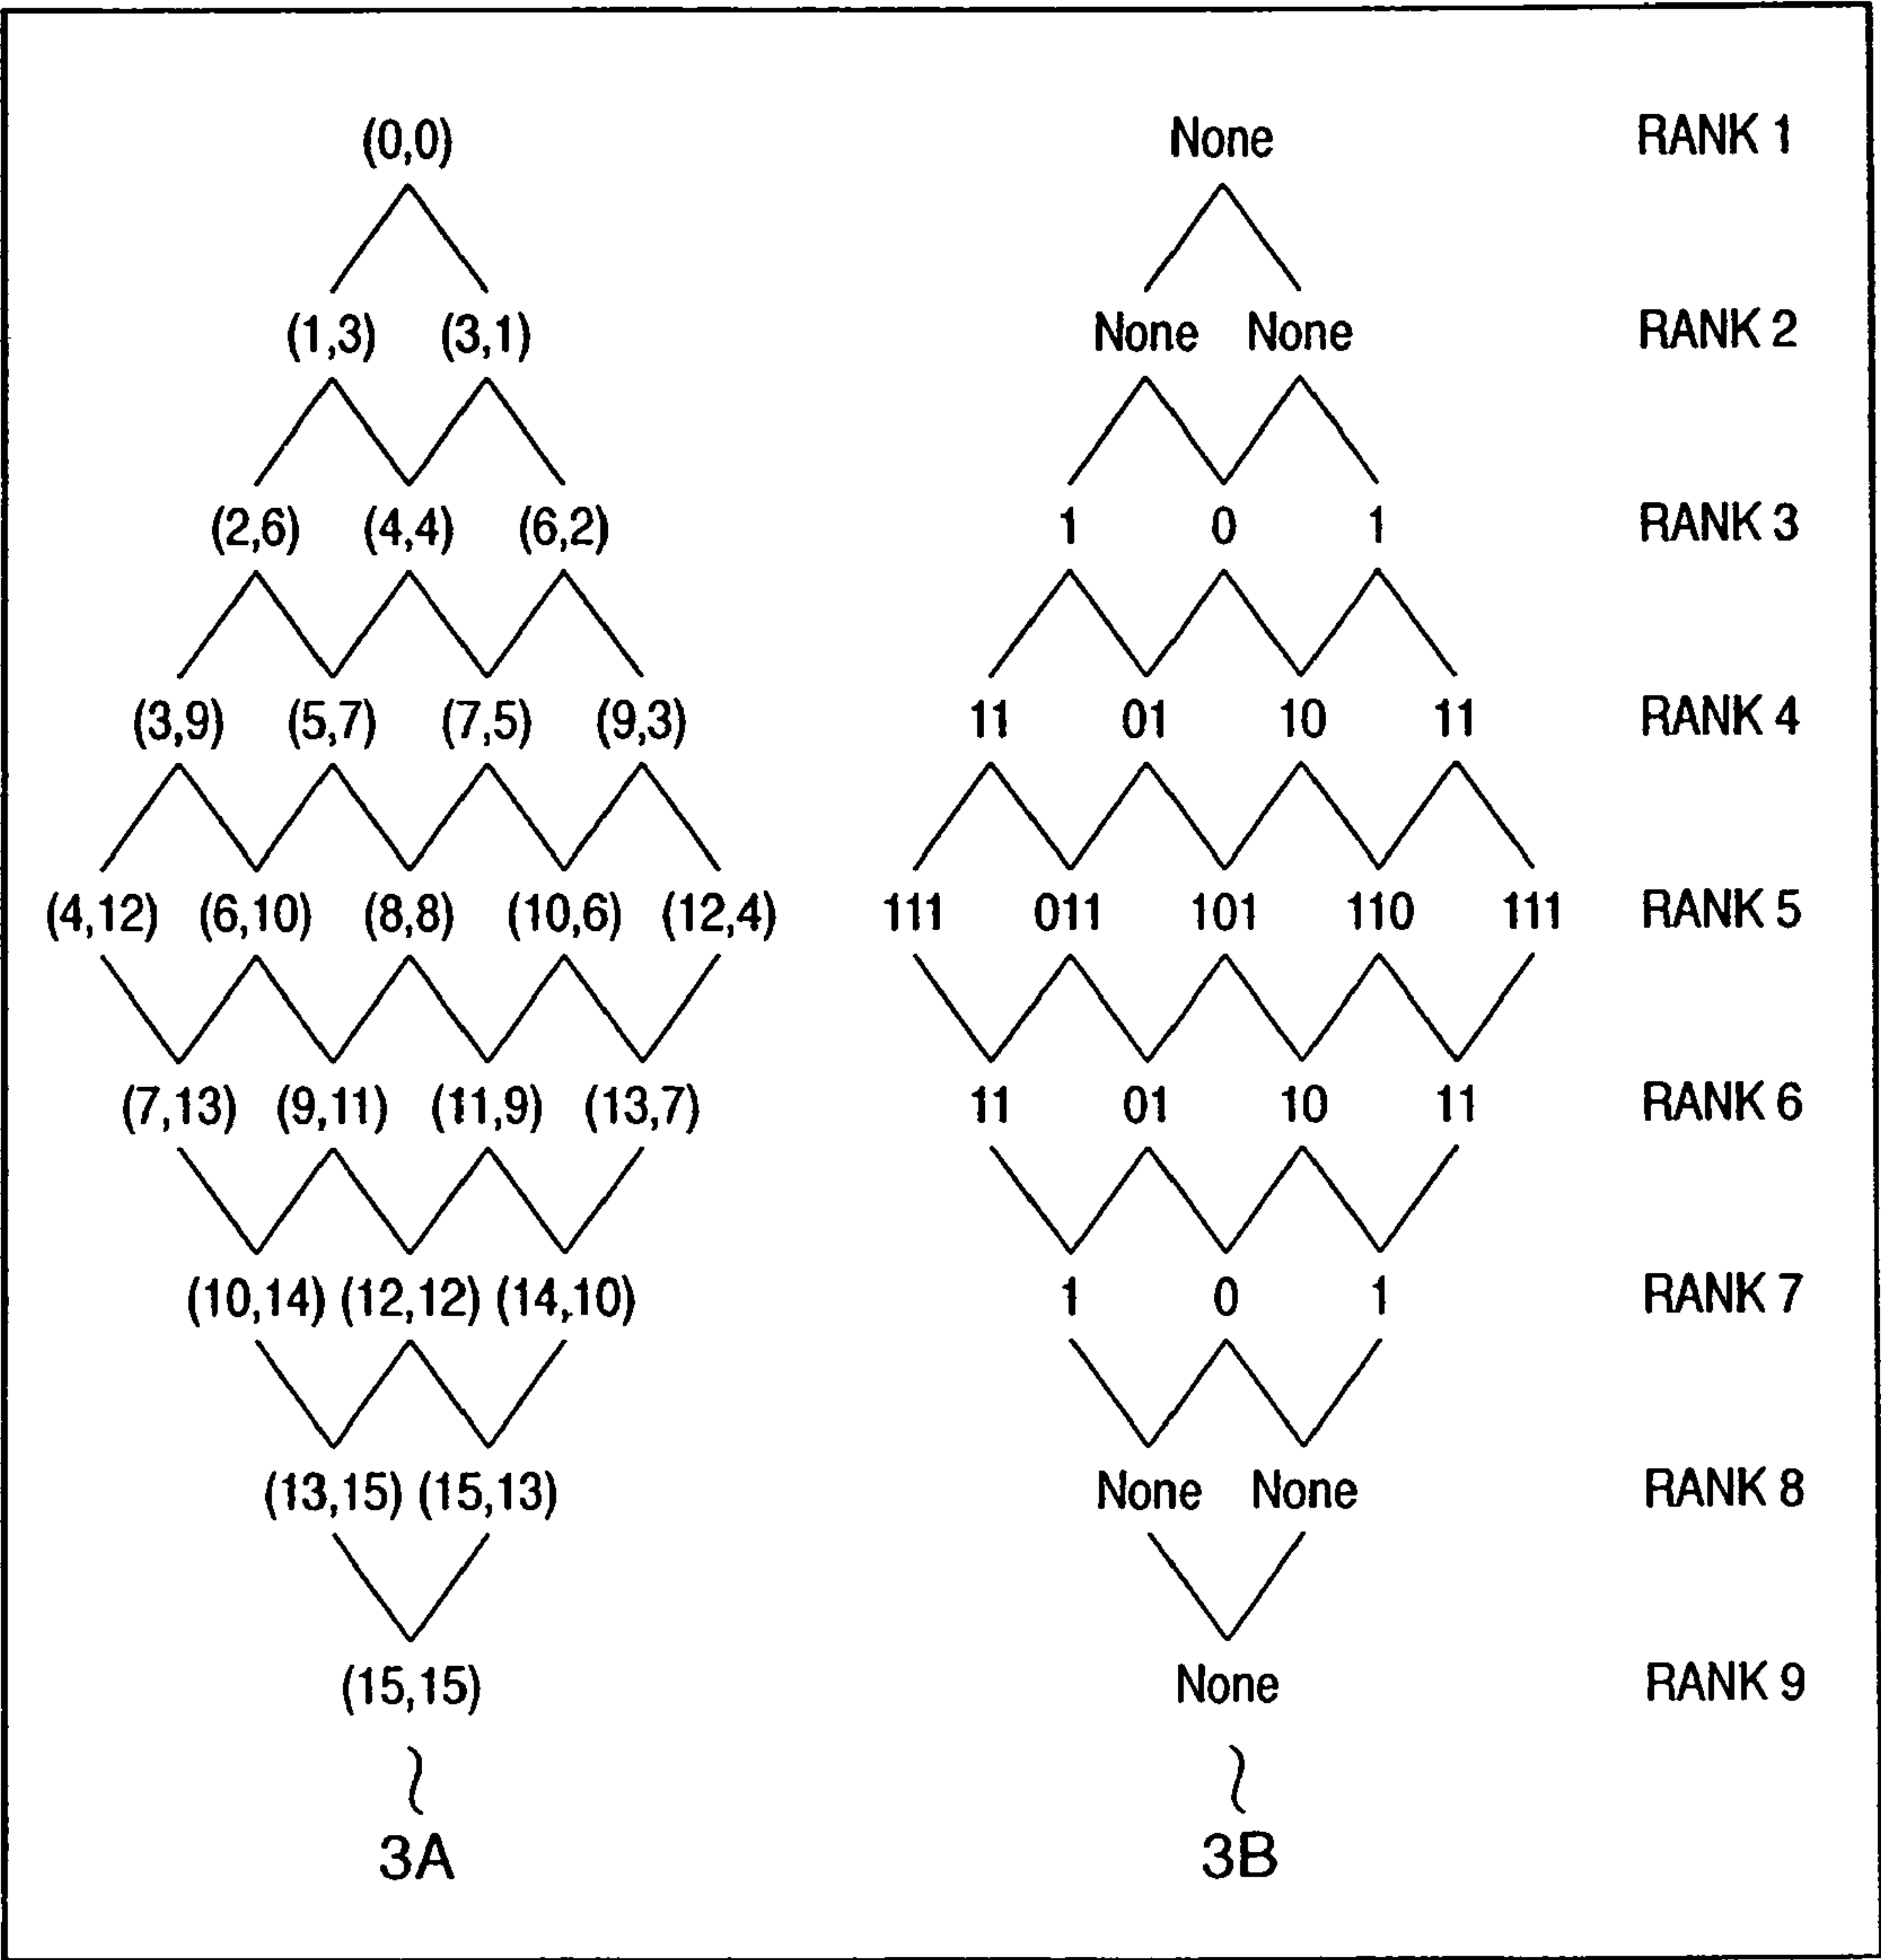 (0,0) None RANK 1
(1,3) (3,1) None None RANK 2
(2,6) (4,4) (6,2) 1 0 1 RANK 3
(3,9) (5,7) (7,5) (9,3) 11 01 10 11 RANK 4
(4,12) (6,10) (8,8) (10,6) (12,4) 111 011 101 110 111 RANK 5
(7,13) (9,11) (11,9) (13,7) 11 01 10 11 RANK 6
(10,14) (12,12) (14,10) 1 0 1 RANK 7
(13,15) (15,13) None None RANK 8
(15,15) None RANK 9
3A 3B